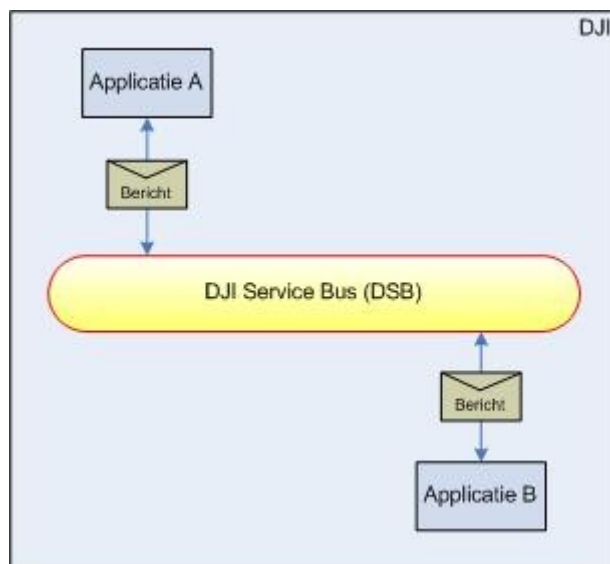 DJI
Applicatie A
Bericht
DJI Service Bus (DSB)
Bericht
Applicatie B